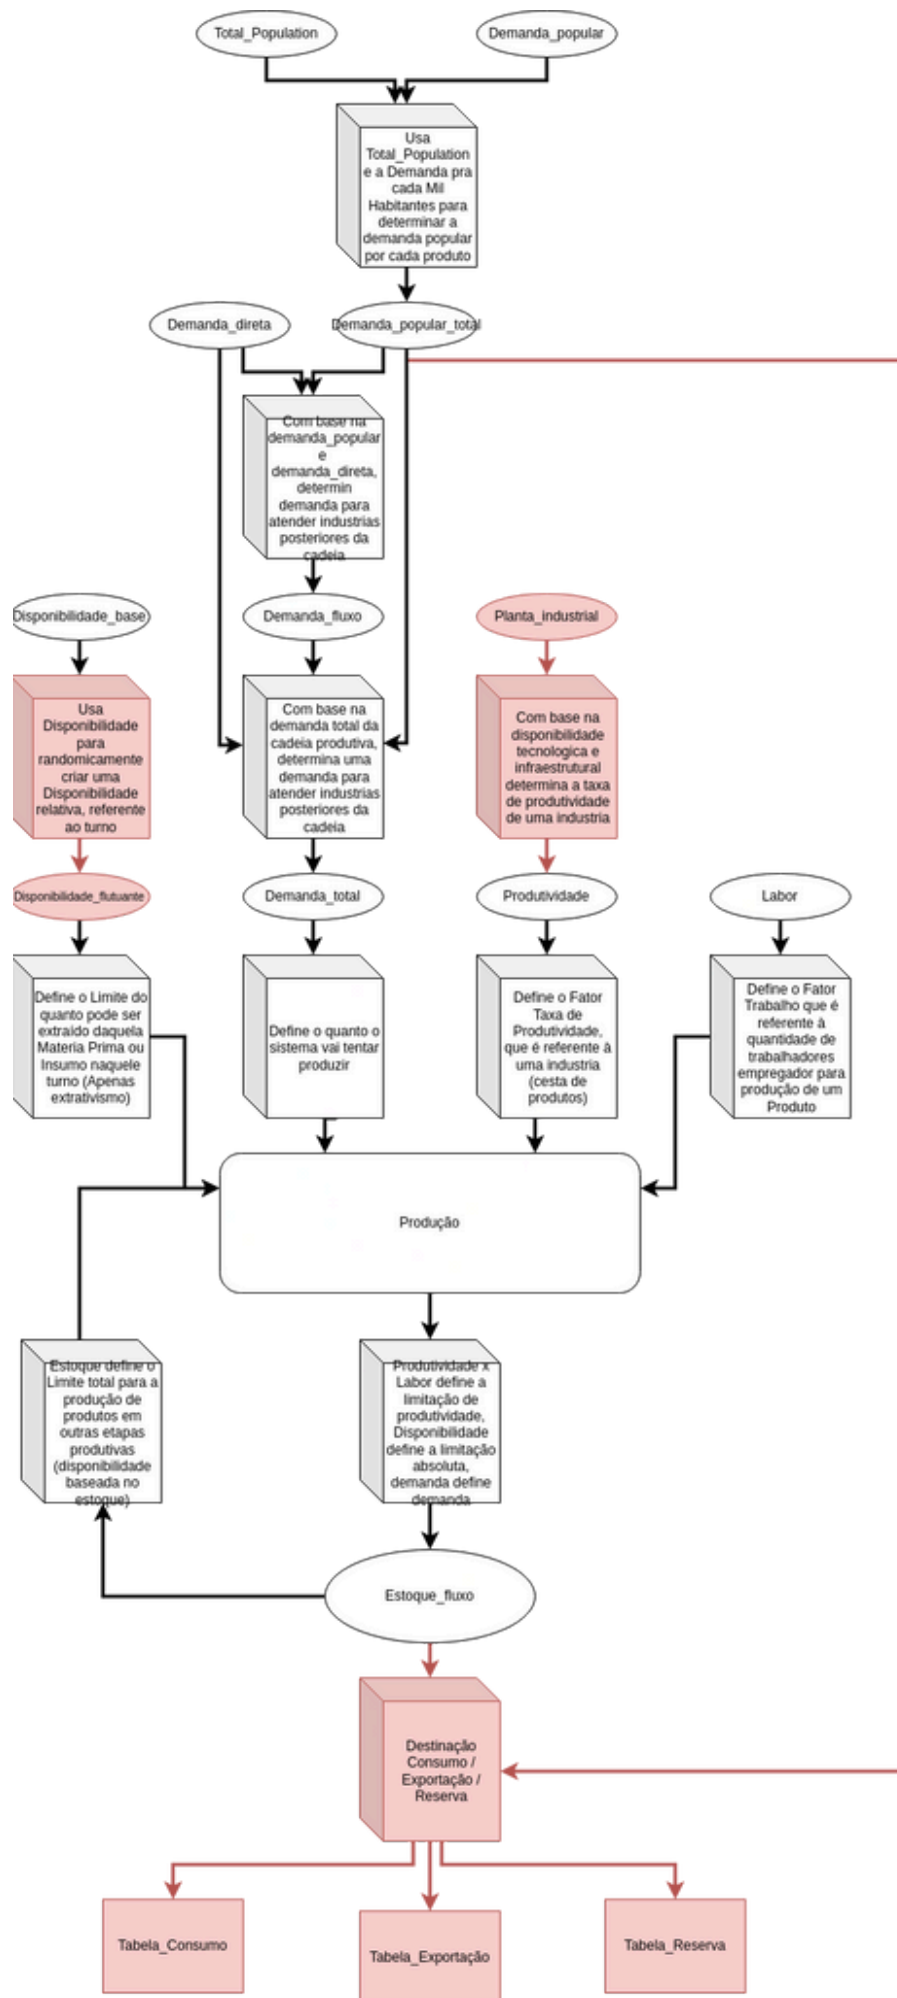 Total_Population
Demanda_popular
Usa
Total_Population
e a Demanda pra
cada Mil
Habitantes para
determinar a
demanda popular
por cada produto
Demanda_direta
Demanda_popular_total
Com base na
demanda_popular
e
demanda_direta,
determin
demanda para
atender industrias
posteriores da
cadeia
Disponibilidade_base
Demanda_fluxo
Planta_industrial
Usa
Disponibilidade
para
randomicamente
criar uma
Disponibilidade
relativa, referente
ao turno
Com base na
demanda total da
cadeia produtiva,
determina uma
demanda para
atender industrias
posteriores da
cadeia
Com base na
disponibilidade
tecnologica e
infraestrutural
determina a taxa
de produtividade
de uma industria
Disponibilidade_flutuante
Demanda_total
Produtividade
Labor
Define o Limite do
quanto pode ser
extraído daquela
Materia Prima ou
Insumo naquele
turno (Apenas
extrativismo)
Define o quanto o
sistema vai tentar
produzir
Define o Fator
Taxa de
Produtividade,
que é referente à
uma industria
(cesta de
produtos)
Define o Fator
Trabalho que é
referente à
quantidade de
trabalhadores
empregador para
produção de um
Produto
Produção
Estoque define o
Limite total para a
produção de
produtos em
outras etapas
produtivas
(disponibilidade
baseada no
estoque)
Produtividade x
Labor define a
limitação de
produtividade,
Disponibilidade
define a limitação
absoluta,
demanda define
demanda
Estoque_fluxo
Destinação
Consumo /
Exportação /
Reserva
Tabela_Consumo
Tabela_Exportação
Tabela_Reserva